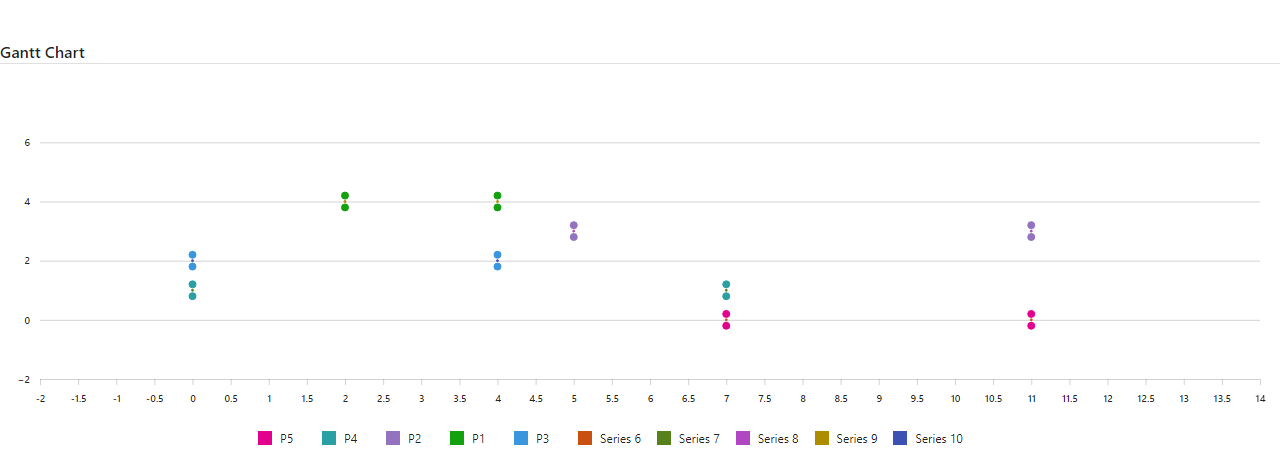 Gantt Chart
6
4
2
0
−2
-2 -1.5 -1 -0.5 0 0.5 1 1.5 2 2.5 3 3.5 4 4.5 5 5.5 6 6.5 7 7.5 8 8.5 9 9.5 10 10.5 11 11.5 12 12.5 13 13.5 14
P5 P4 P2 P1 P3 Series 6 Series 7 Series 8 Series 9 Series 10